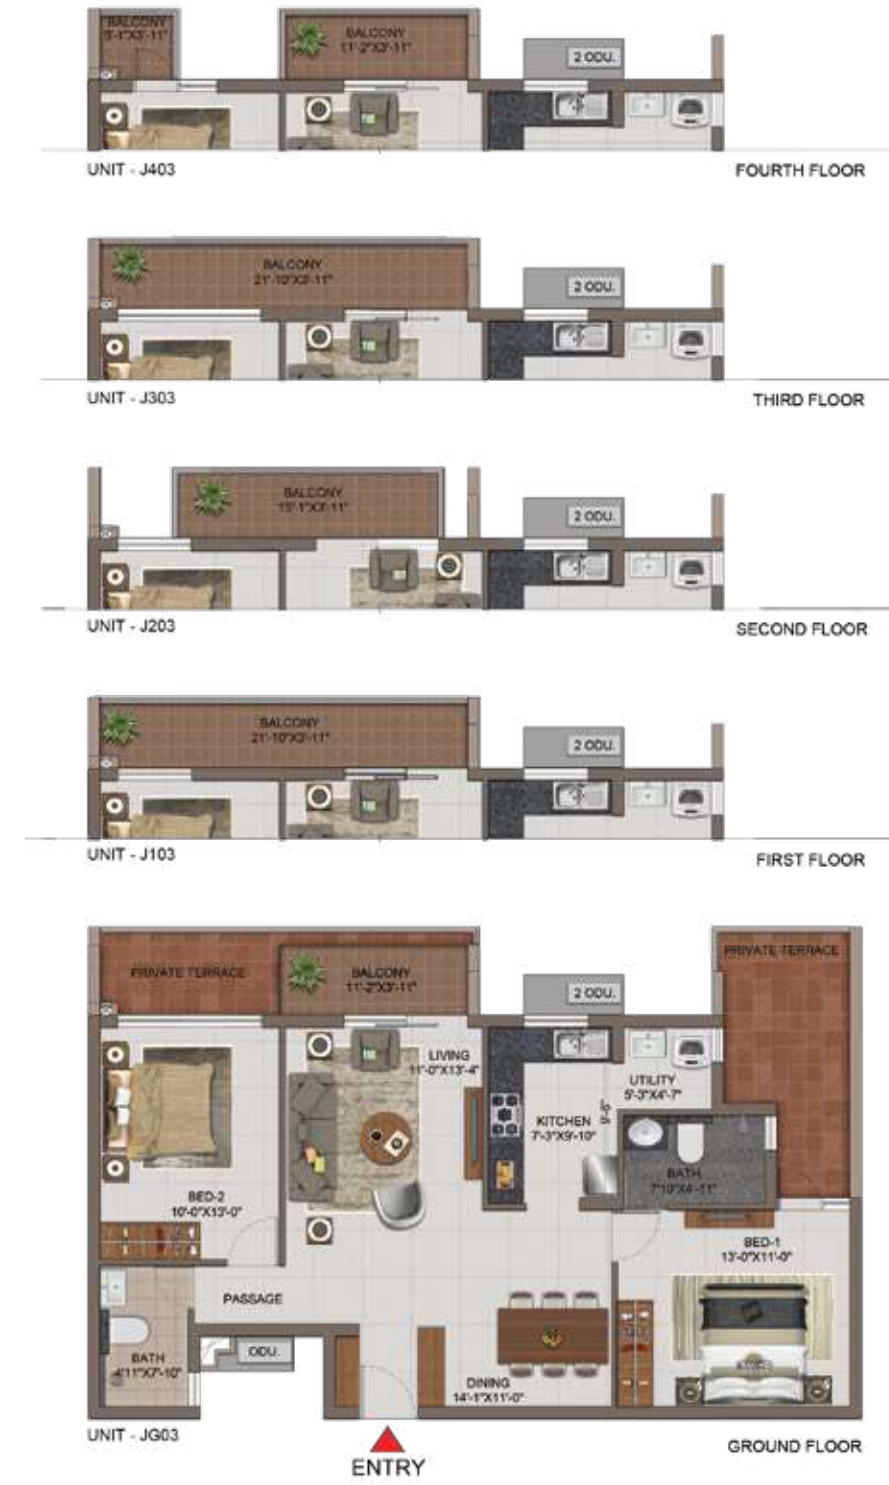 BALCONY
5'-1"X3'-11"
BALCONY
11'-2"X3'-11"
2 ODU.
UNIT - J403
FOURTH FLOOR
BALCONY
21'-10"X3'-11"
2 ODU.
UNIT - J303
THIRD FLOOR
BALCONY
15'-1"X3'-11"
2 ODU.
UNIT - J203
SECOND FLOOR
BALCONY
21'-10"X3'-11"
2 ODU.
UNIT - J103
FIRST FLOOR
PRIVATE TERRACE
BALCONY
11'-2"X3'-11"
2 ODU.
PRIVATE TERRACE
LIVING
11'-0"X13'-4"
UTILITY
5'-3"X4'-7"
KITCHEN
7'-3"X9'-10"
9'-6"
BATH
7'10"X4'-11"
BED-2
10'-0"X13'-0"
BED-1
13'-0"X11'-0"
PASSAGE
ODU.
BATH
4'11"X7'-10"
DINING
14'-1"X11'-0"
UNIT - JG03
GROUND FLOOR
ENTRY